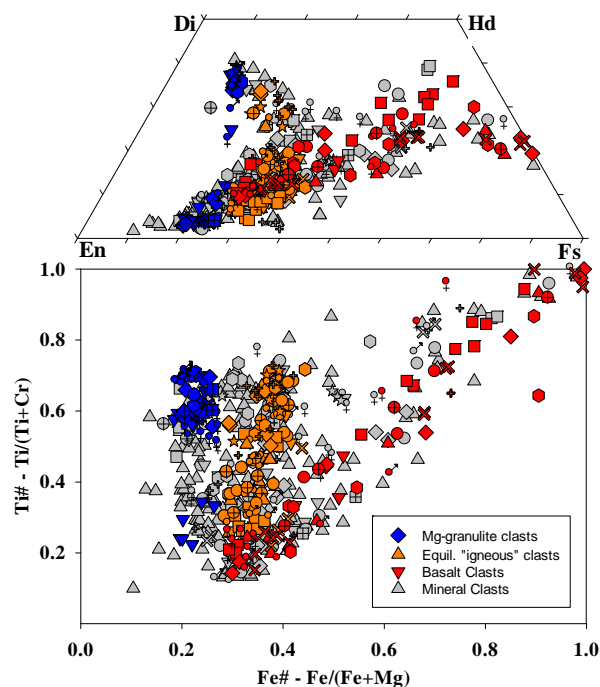 Di Hd
En Fs
1.0
0.8
0.6
0.4
0.2
Ti# - Ti/(Ti+Cr)
Mg-granulite clasts
Equil. "igneous" clasts
Basalt Clasts
Mineral Clasts
0.0 0.2 0.4 0.6 0.8 1.0
Fe# - Fe/(Fe+Mg)